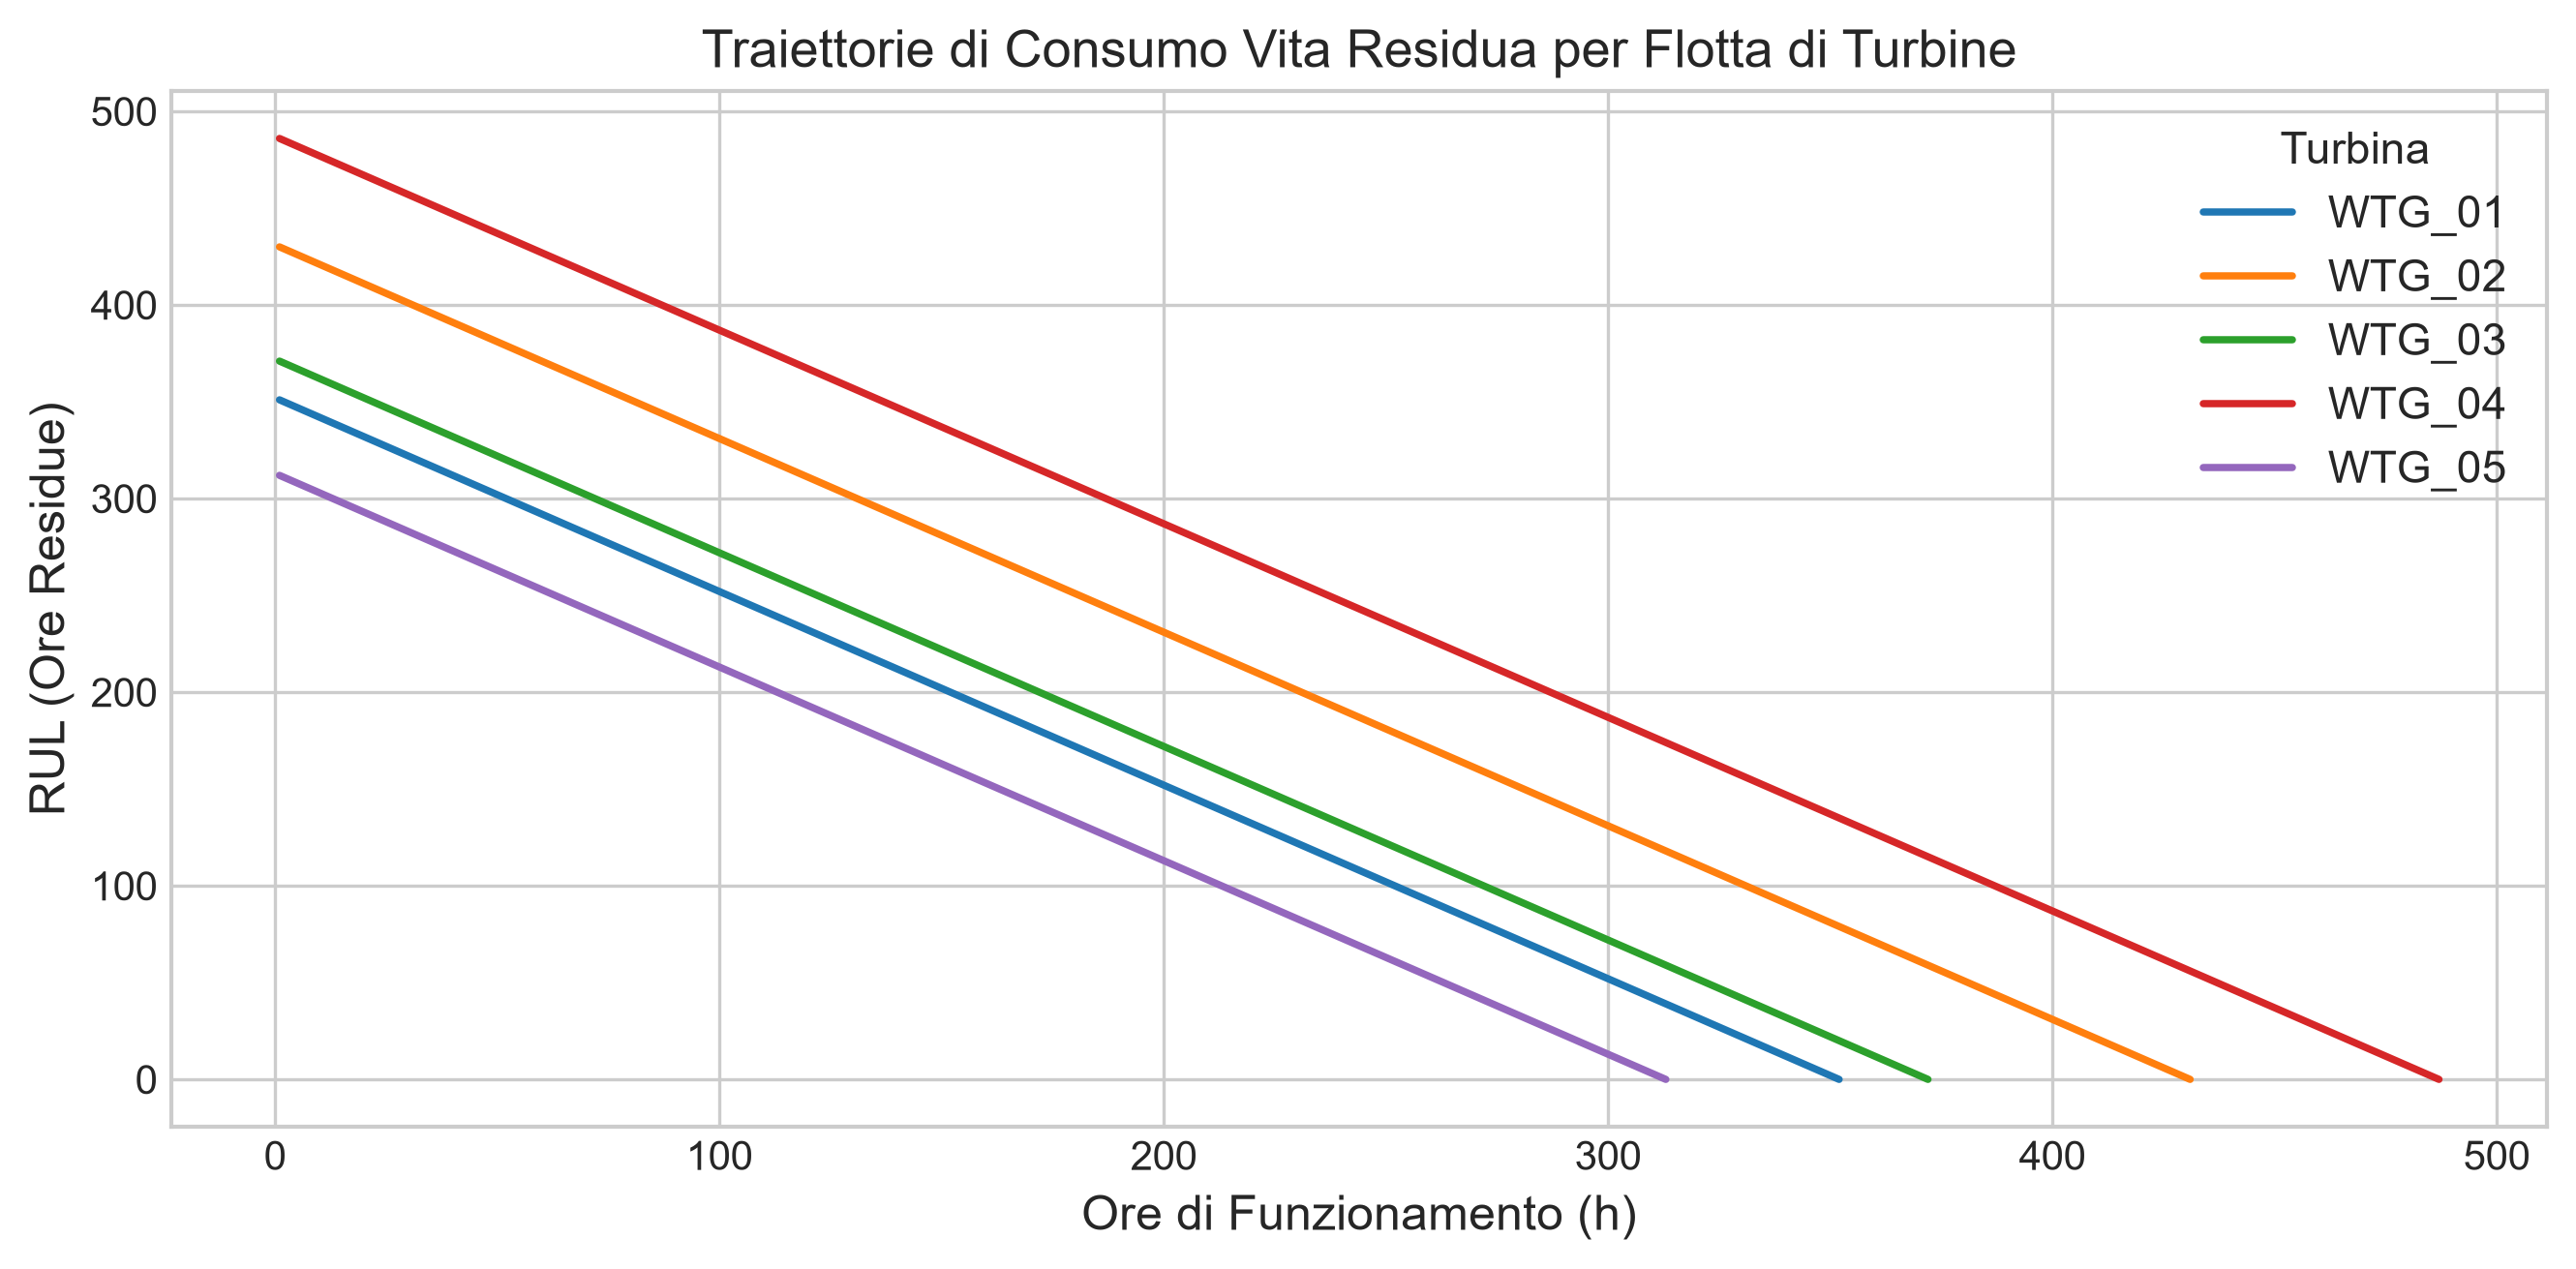 Traiettorie di Consumo Vita Residua per Flotta di Turbine
500
400
300
200
100
0
RUL (Ore Residue)
Turbina
WTG_01
WTG_02
WTG_03
WTG_04
WTG_05
0 100 200 300 400 500
Ore di Funzionamento (h)